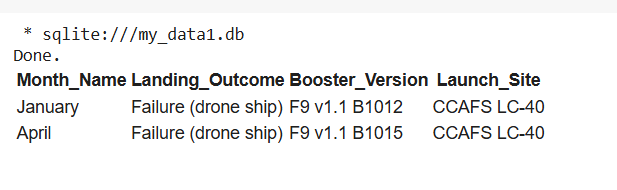 * sqlite:///my_data1.db
Done.
Month_Name Landing_Outcome Booster_Version Launch_Site
January Failure (drone ship) F9 v1.1 B1012 CCAFS LC-40
April Failure (drone ship) F9 v1.1 B1015 CCAFS LC-40